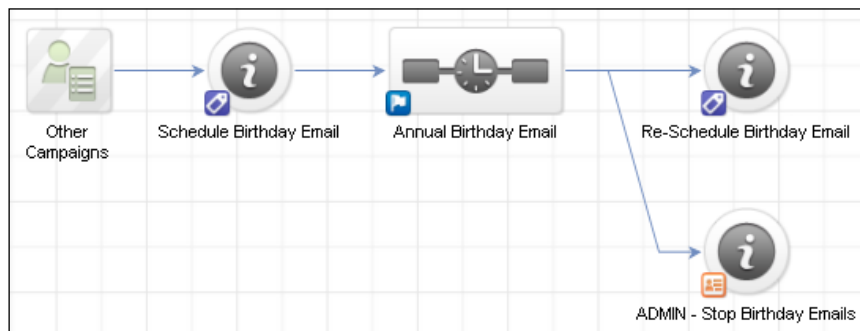 Other
Campaigns
Schedule Birthday Email
Annual Birthday Email
Re-Schedule Birthday Email
ADMIN - Stop Birthday Emails